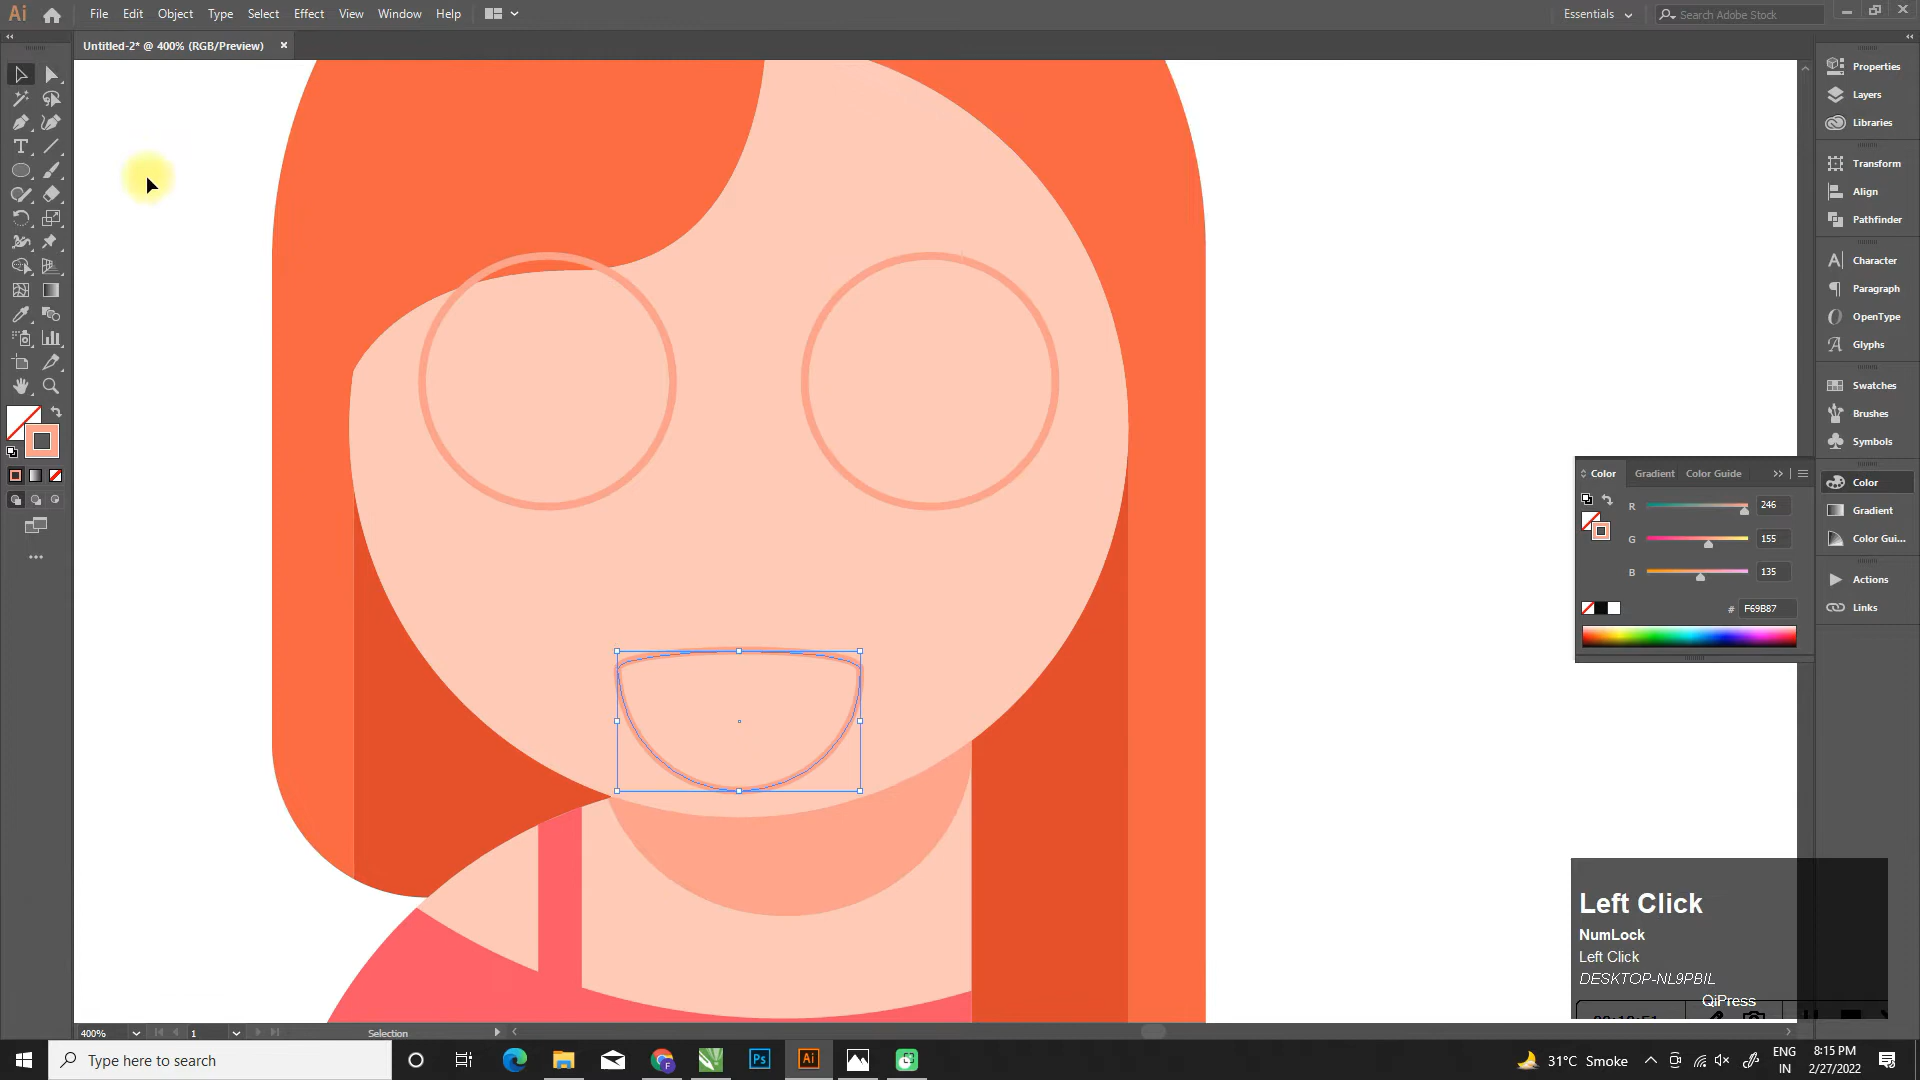 Ai File Edit Object Type Select Effect View Window Help Essentials Search Adobe Stock
Untitled-2* @ 400% (RGB/Preview)
Properties
Layers
Libraries
Transform
Align
Pathfinder
Character
Paragraph
OpenType
Glyphs
Swatches
Brushes
Symbols
Color
Gradient
Color Gui...
Actions
Links
Color Gradient Color Guide
R 246
G 155
B 135
# F69B87
Left Click
NumLock
Left Click
DESKTOP-NL9PBIL
QiPress
400% 1 Selection
Type here to search
Ps Ai
31°C Smoke
ENG
IN
8:15 PM
2/27/2022